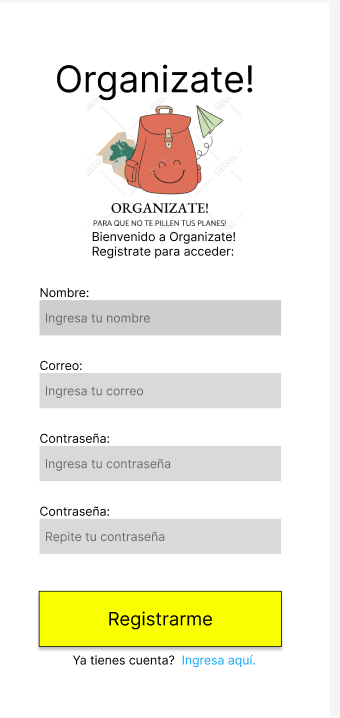 Organizate!
ORGANIZATE!
PARA QUE NO TE PILLEN TUS PLANES!
Bienvenido a Organizate!
Registrate para acceder:
Nombre:
Ingresa tu nombre
Correo:
Ingresa tu correo
Contraseña:
Ingresa tu contraseña
Contraseña:
Repite tu contraseña
Registrarme
Ya tienes cuenta? Ingresa aquí.